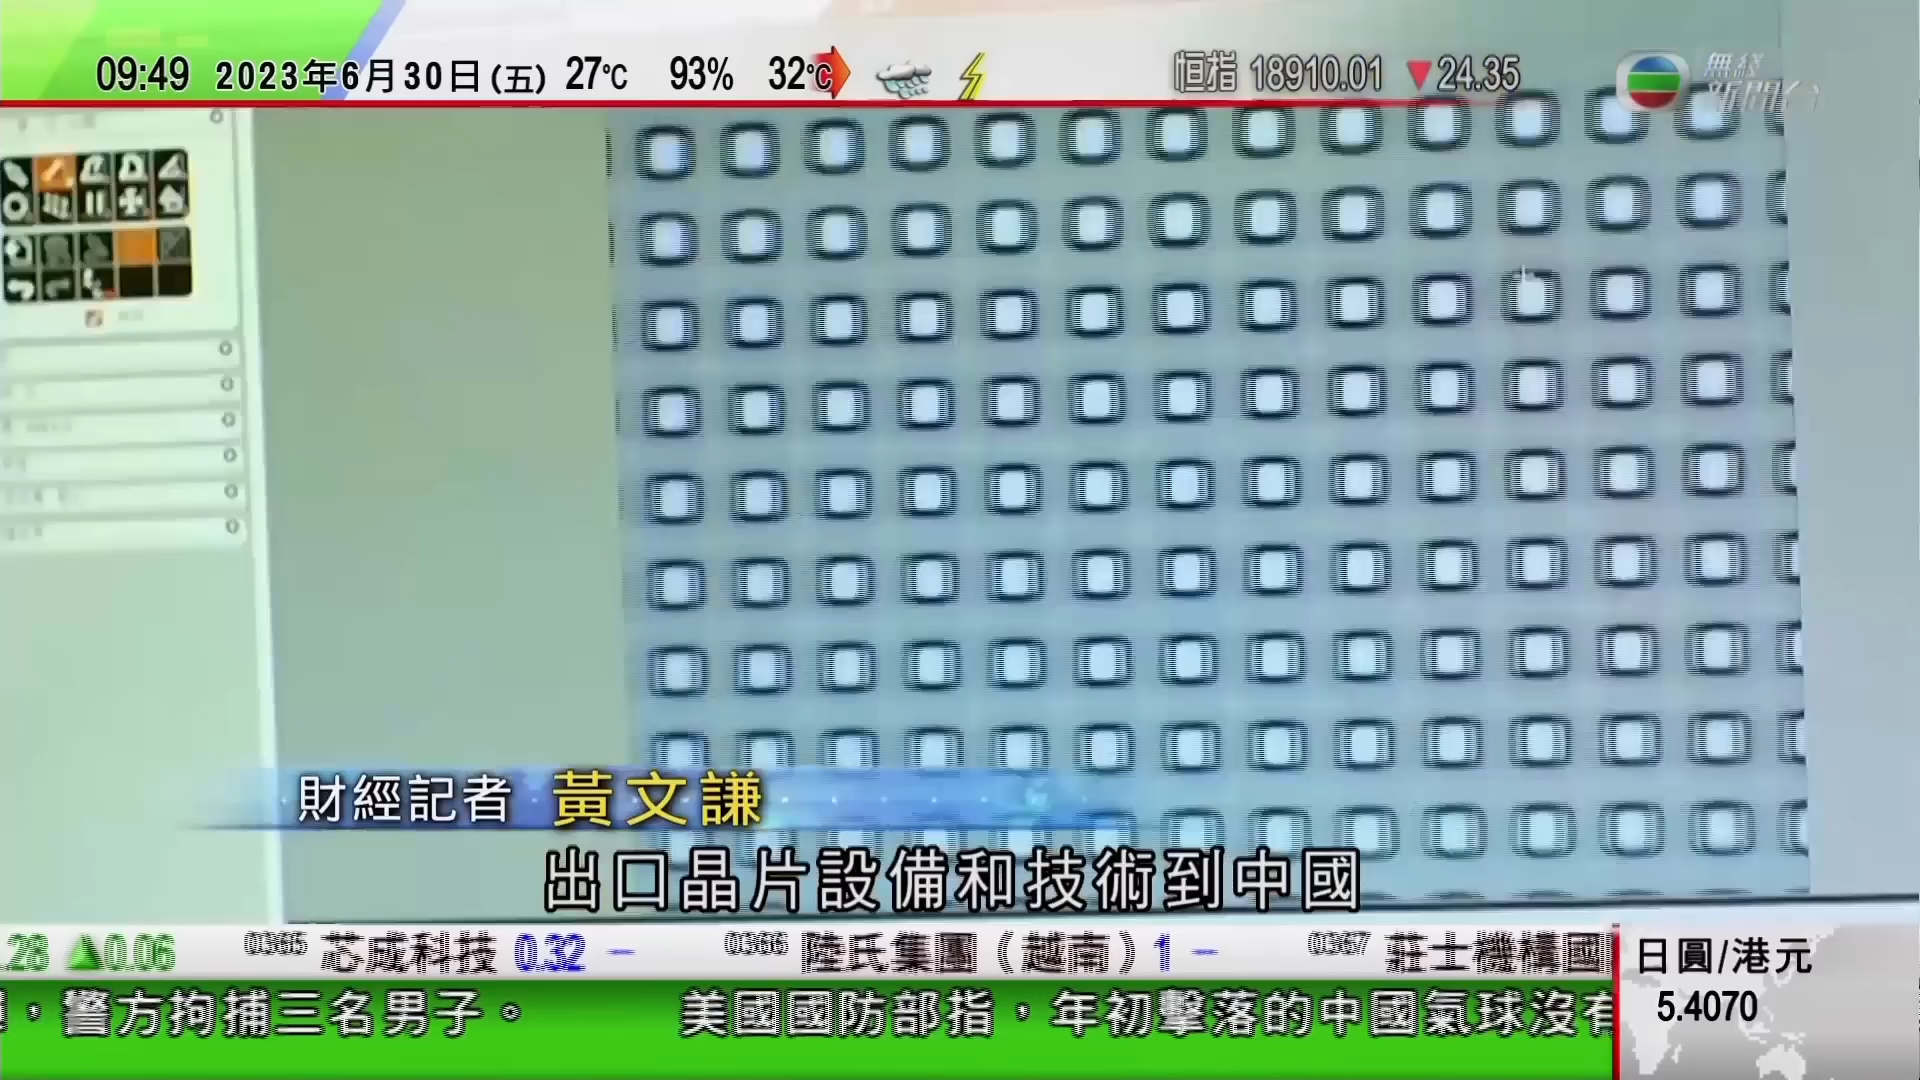 09:49 2023年6月30日(五) 27℃ 93% 32℃ 恒指 18910.01 ▼24.35
無綫
新聞台
財經記者 黃文謙
出口晶片設備和技術到中國
.28 ▲0.06 0365 芯成科技 0.32 － 0366 陸氏集團（越南）1 － 0367 莊士機構國
日圓/港元
5.4070
，警方拘捕三名男子。 美國國防部指，年初擊落的中國氣球沒有